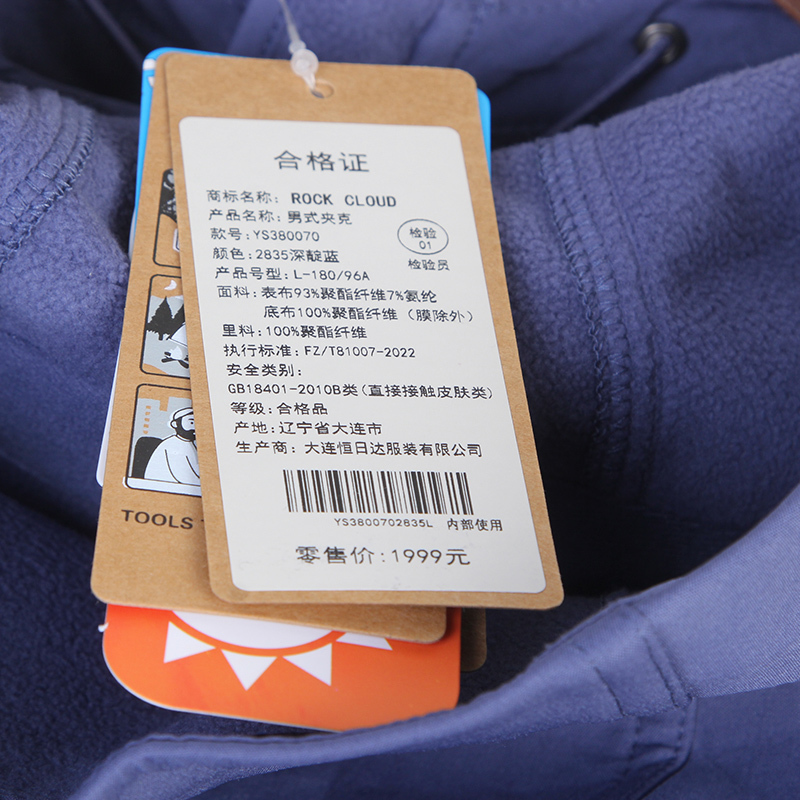 合格证
商标名称: ROCK CLOUD
产品名称: 男式夹克
款号: YS380070
颜色: 2835深靛蓝
产品号型: L-180/96A
检验
01
检验员
面料: 表布93%聚酯纤维7%氨纶
底布100%聚酯纤维（膜除外）
里料: 100%聚酯纤维
执行标准: FZ/T81007-2022
安全类别:
GB18401-2010B类(直接接触皮肤类)
等级: 合格品
产地: 辽宁省大连市
生产商: 大连恒日达服装有限公司
YS3800702835L 内部使用
零售价:1999元
TOOLS